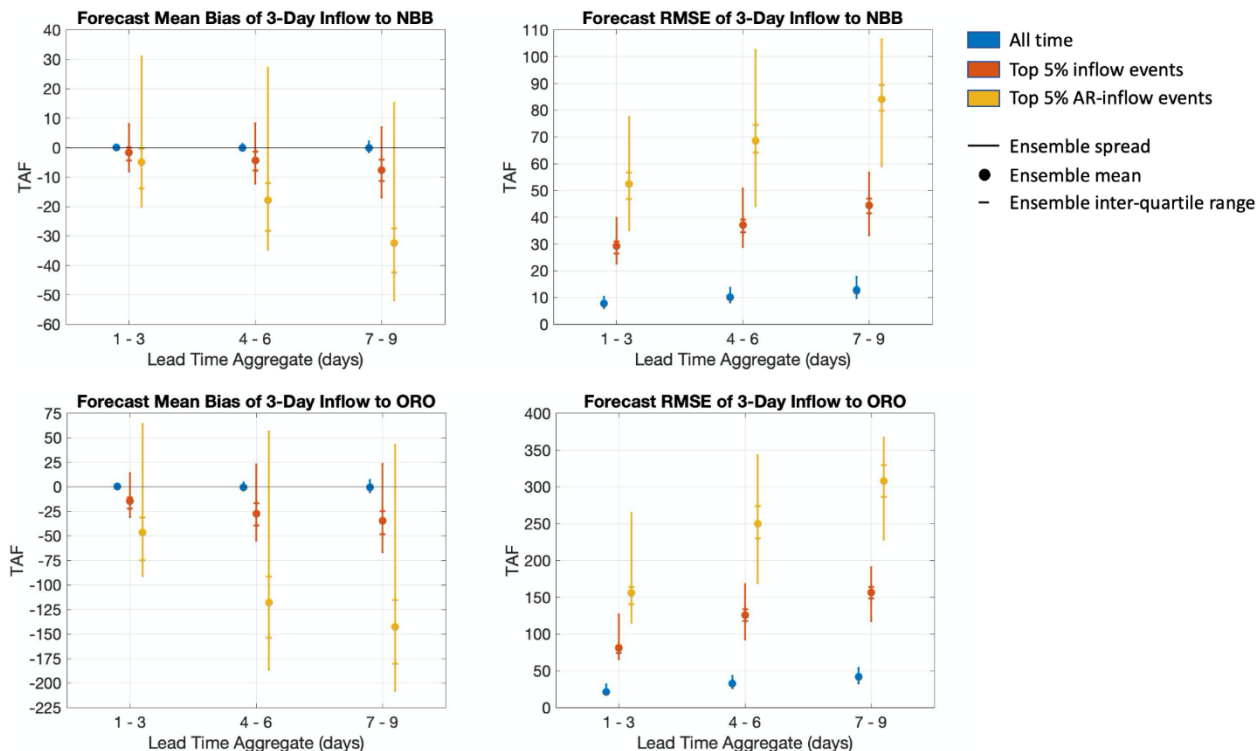 Forecast Mean Bias of 3-Day Inflow to NBB
40
30
20
10
0
-10
-20
-30
-40
-50
-60
TAF
1 - 3
4 - 6
7 - 9
Lead Time Aggregate (days)
Forecast RMSE of 3-Day Inflow to NBB
110
100
90
80
70
60
50
40
30
20
10
0
TAF
1 - 3
4 - 6
7 - 9
Lead Time Aggregate (days)
All time
Top 5% inflow events
Top 5% AR-inflow events
Ensemble spread
Ensemble mean
Ensemble inter-quartile range
Forecast Mean Bias of 3-Day Inflow to ORO
75
50
25
0
-25
-50
-75
-100
-125
-150
-175
-200
-225
TAF
1 - 3
4 - 6
7 - 9
Lead Time Aggregate (days)
Forecast RMSE of 3-Day Inflow to ORO
400
350
300
250
200
150
100
50
0
TAF
1 - 3
4 - 6
7 - 9
Lead Time Aggregate (days)